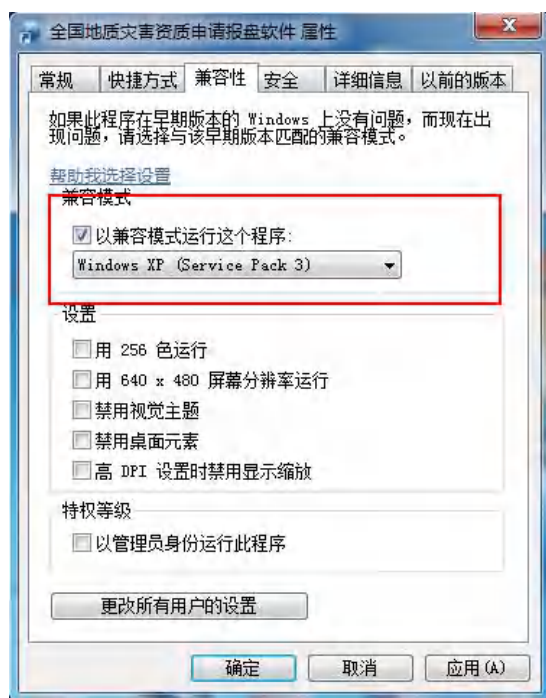 全国地质灾害资质申请报盘软件 属性
常规 快捷方式 兼容性 安全 详细信息 以前的版本
如果此程序在早期版本的 Windows 上没有问题，而现在出
现问题，请选择与该早期版本匹配的兼容模式。
帮助我选择设置
兼容模式
以兼容模式运行这个程序:
Windows XP (Service Pack 3)
设置
用 256 色运行
用 640 x 480 屏幕分辨率运行
禁用视觉主题
禁用桌面元素
高 DPI 设置时禁用显示缩放
特权等级
以管理员身份运行此程序
更改所有用户的设置
确定 取消 应用(A)